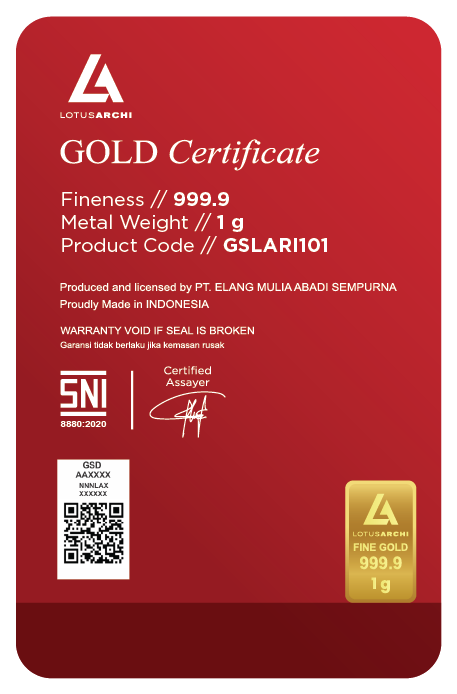 LOTUSARCHI
GOLD Certificate
Fineness // 999.9
Metal Weight // 1 g
Product Code // GSLARI101
Produced and licensed by PT. ELANG MULIA ABADI SEMPURNA
Proudly Made in INDONESIA
WARRANTY VOID IF SEAL IS BROKEN
Garansi tidak berlaku jika kemasan rusak
SNI
8880:2020
Certified
Assayer
GSD
AAXXXX
NNNLAX
XXXXXX
LOTUSARCHI
FINE GOLD
999.9
1 g